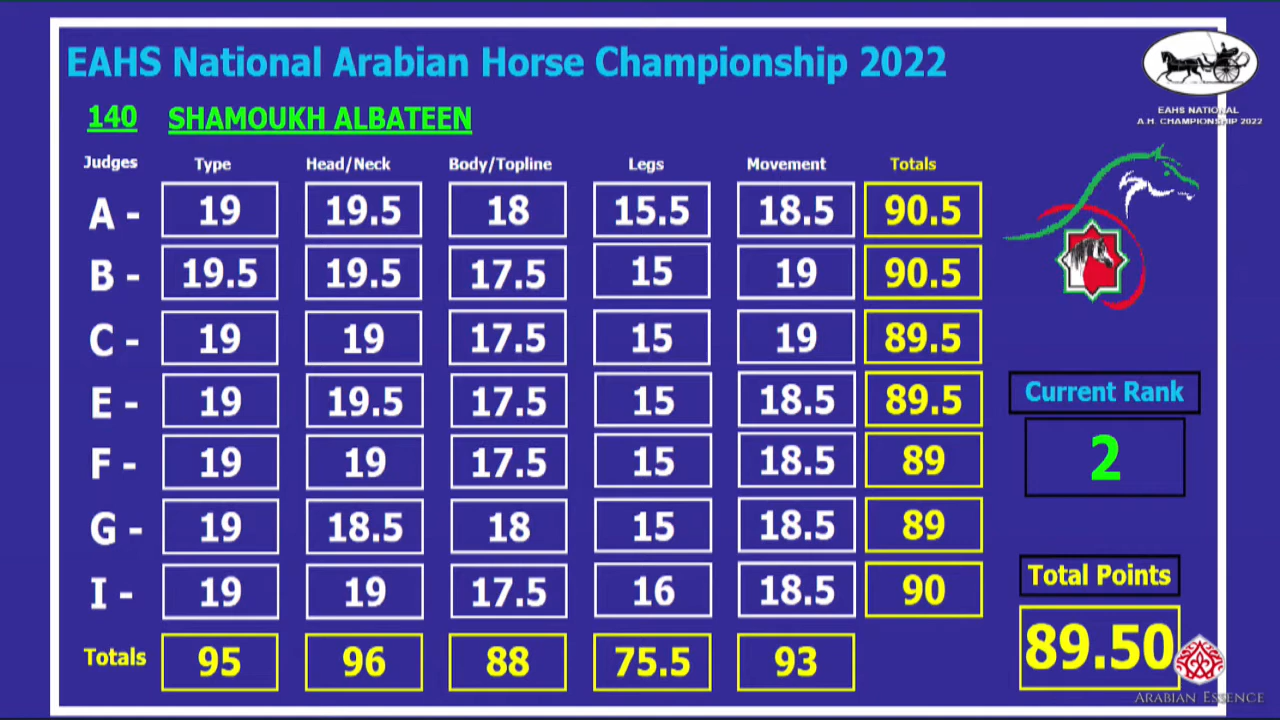 EAHS National Arabian Horse Championship 2022
EAHS NATIONAL
A.H. CHAMPIONSHIP 2022
140 SHAMOUKH ALBATEEN
Judges Type Head/Neck Body/Topline Legs Movement Totals
A - 19 19.5 18 15.5 18.5 90.5
B - 19.5 19.5 17.5 15 19 90.5
C - 19 19 17.5 15 19 89.5
E - 19 19.5 17.5 15 18.5 89.5
F - 19 19 17.5 15 18.5 89
G - 19 18.5 18 15 18.5 89
I - 19 19 17.5 16 18.5 90
Totals 95 96 88 75.5 93
Current Rank
2
Total Points
89.50
ARABIAN ESSENCE